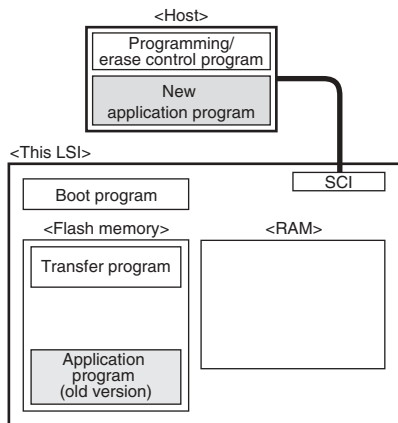 <Host>
Programming/
erase control program
New
application program
<This LSI>
SCI
Boot program
<Flash memory>
<RAM>
Transfer program
Application
program
(old version)